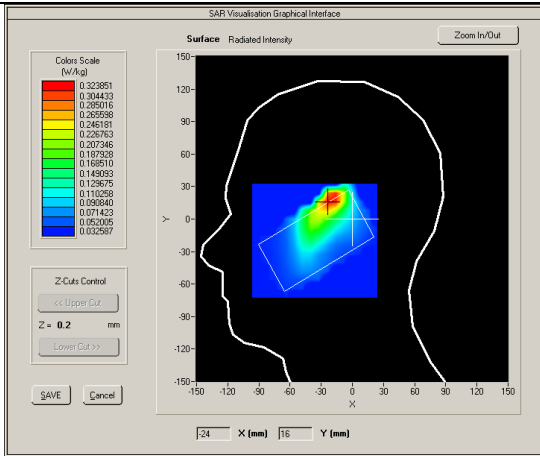 SAR Visualisation Graphical Interface
Surface Radiated Intensity
Zoom In/Out
Colors Scale
(W/kg)
0.323851
0.304433
0.285016
0.265598
0.246181
0.226763
0.207346
0.187928
0.168510
0.149093
0.129675
0.110258
0.090840
0.071423
0.052005
0.032587
Z-Cuts Control
<< Upper Cut
Z = 0.2 mm
Lower Cut >>
SAVE Cancel
150
120
90
60
30
Y 0
-30
-60
-90
-120
-150
-150 -120 -90 -60 -30 0 30 60 90 120 150
X
-24 X (mm) 16 Y (mm)